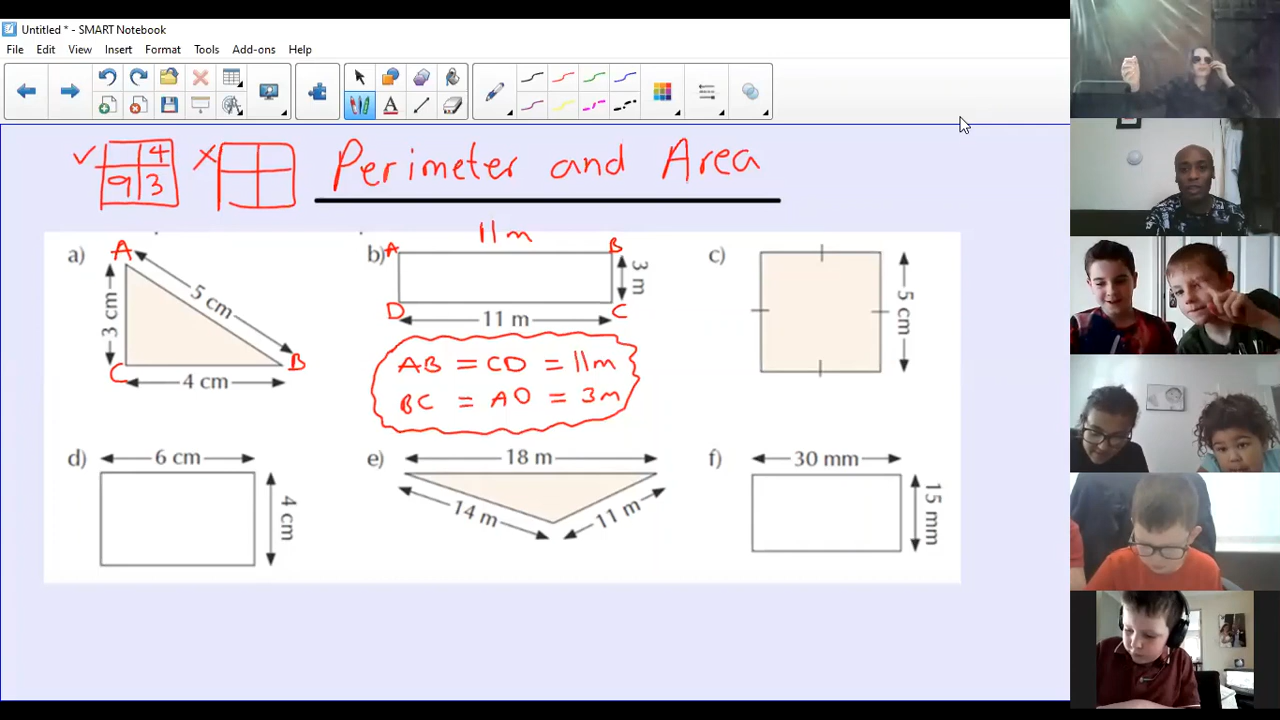 Untitled * - SMART Notebook
File Edit View Insert Format Tools Add-ons Help
✓ 4 9 3 ✗ Perimeter and Area
a) A 5 cm 3 cm C 4 cm B
b) A 11 m B 3 m D 11 m C
AB = CD = 11m
BC = AD = 3m
c) 5 cm
d) 6 cm 4 cm
e) 18 m 14 m 11 m
f) 30 mm 15 mm